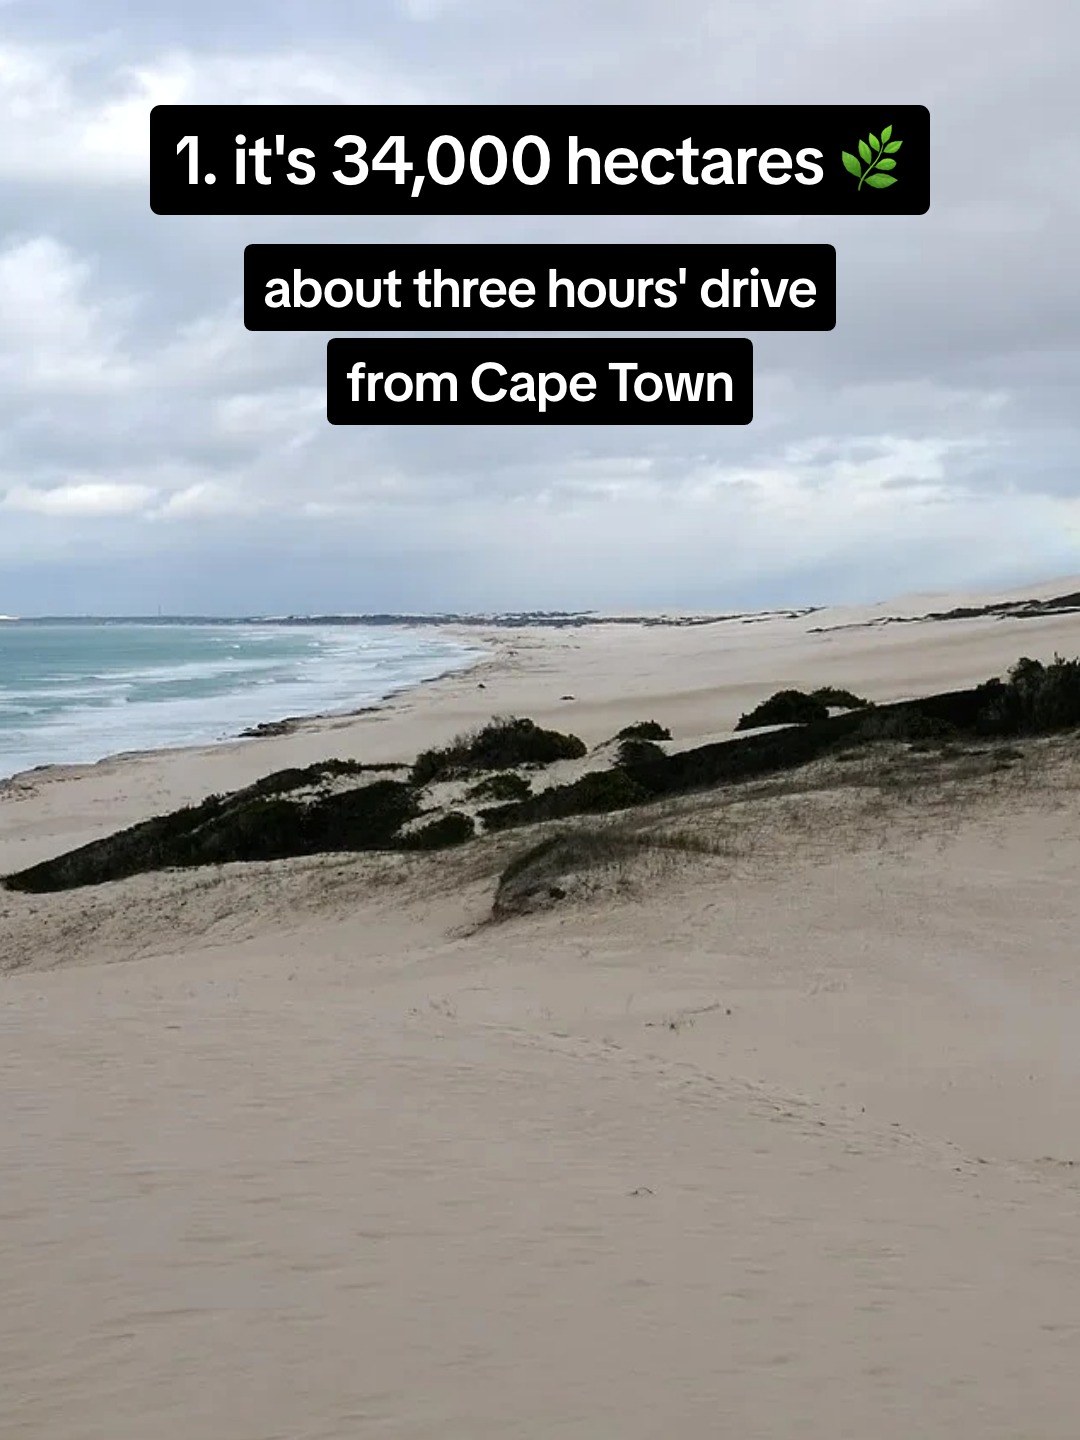 1. it's 34,000 hectares 🌿
about three hours' drive
from Cape Town